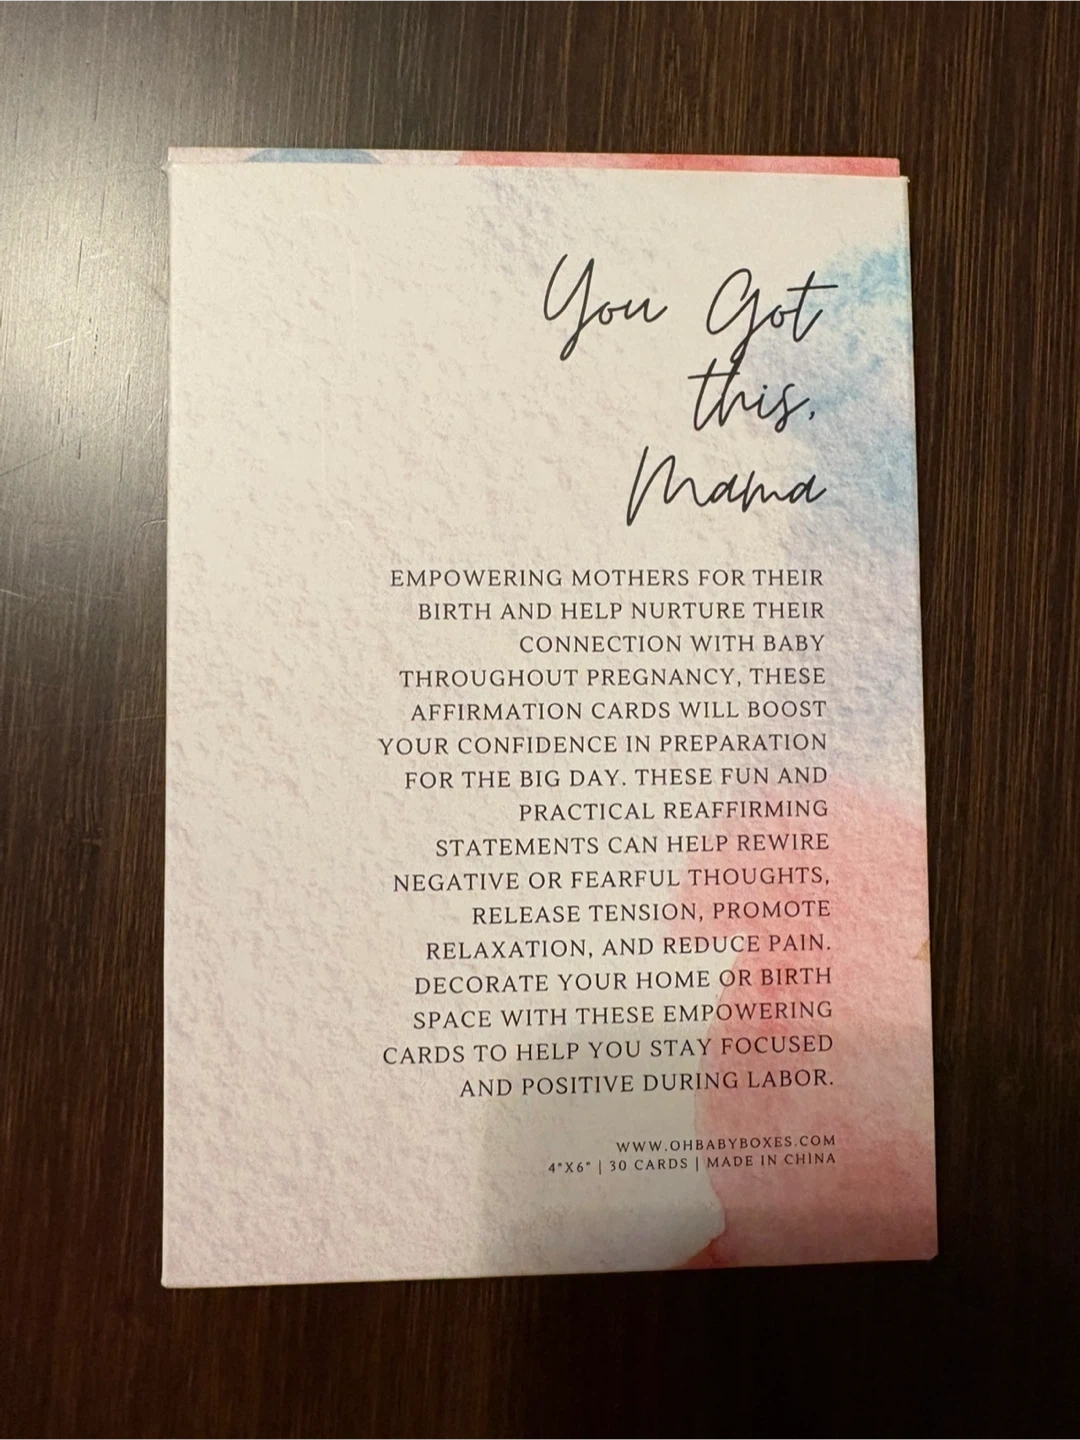 You Got
this,
Mama
EMPOWERING MOTHERS FOR THEIR
BIRTH AND HELP NURTURE THEIR
CONNECTION WITH BABY
THROUGHOUT PREGNANCY, THESE
AFFIRMATION CARDS WILL BOOST
YOUR CONFIDENCE IN PREPARATION
FOR THE BIG DAY. THESE FUN AND
PRACTICAL REAFFIRMING
STATEMENTS CAN HELP REWIRE
NEGATIVE OR FEARFUL THOUGHTS,
RELEASE TENSION, PROMOTE
RELAXATION, AND REDUCE PAIN.
DECORATE YOUR HOME OR BIRTH
SPACE WITH THESE EMPOWERING
CARDS TO HELP YOU STAY FOCUSED
AND POSITIVE DURING LABOR.
WWW.OHBABYBOXES.COM
4"X6" | 30 CARDS | MADE IN CHINA